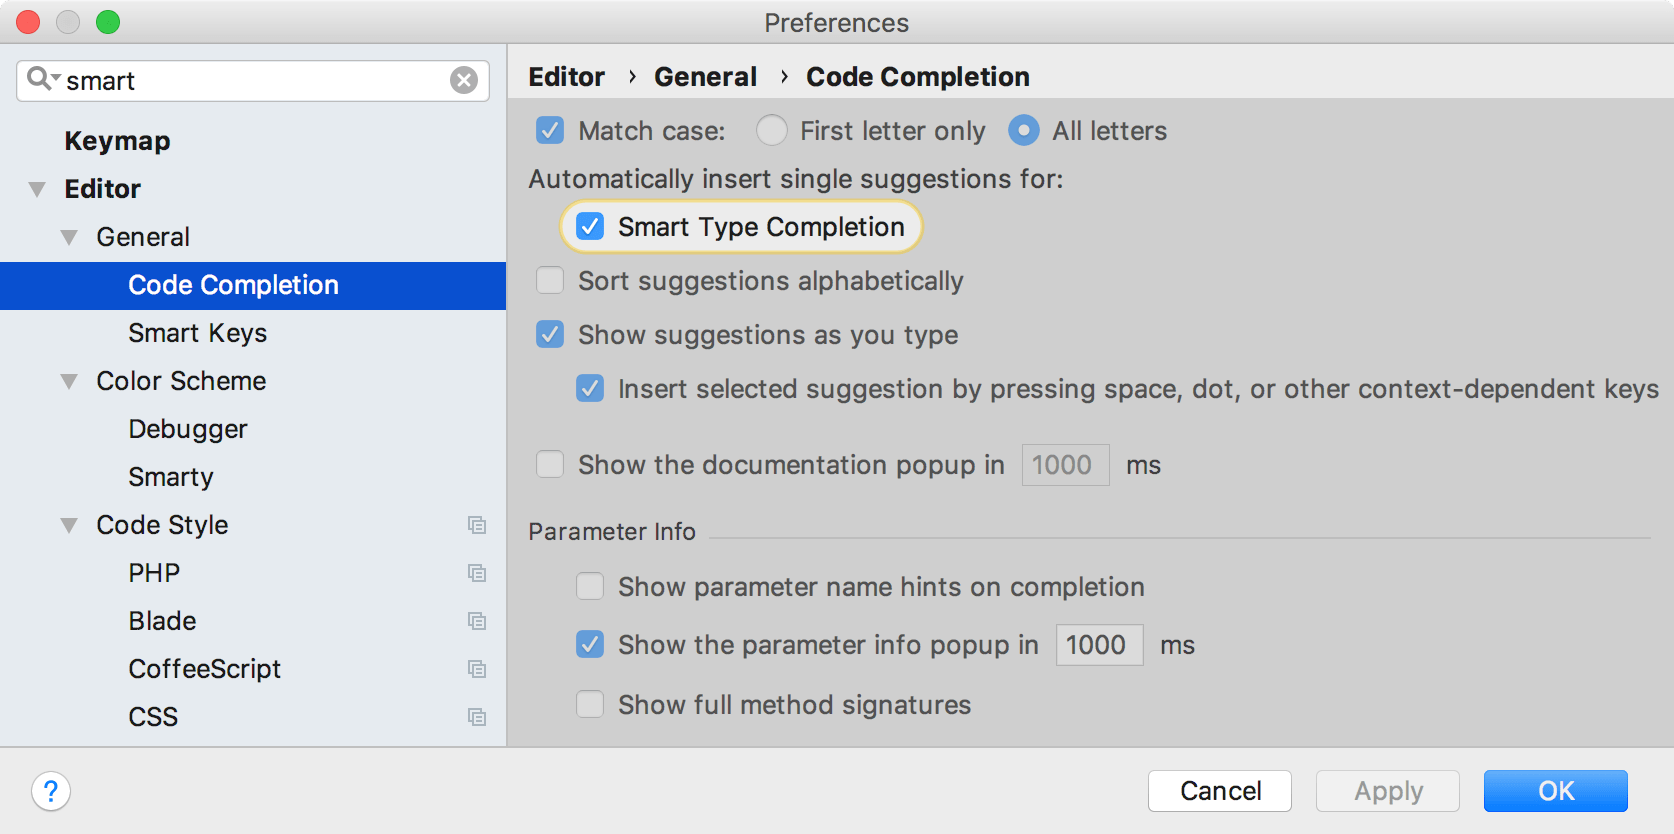 Preferences
smart
Keymap
Editor
General
Code Completion
Smart Keys
Color Scheme
Debugger
Smarty
Code Style
PHP
Blade
CoffeeScript
CSS
Editor › General › Code Completion
Match case: First letter only All letters
Automatically insert single suggestions for:
Smart Type Completion
Sort suggestions alphabetically
Show suggestions as you type
Insert selected suggestion by pressing space, dot, or other context-dependent keys
Show the documentation popup in 1000 ms
Parameter Info
Show parameter name hints on completion
Show the parameter info popup in 1000 ms
Show full method signatures
? Cancel Apply OK